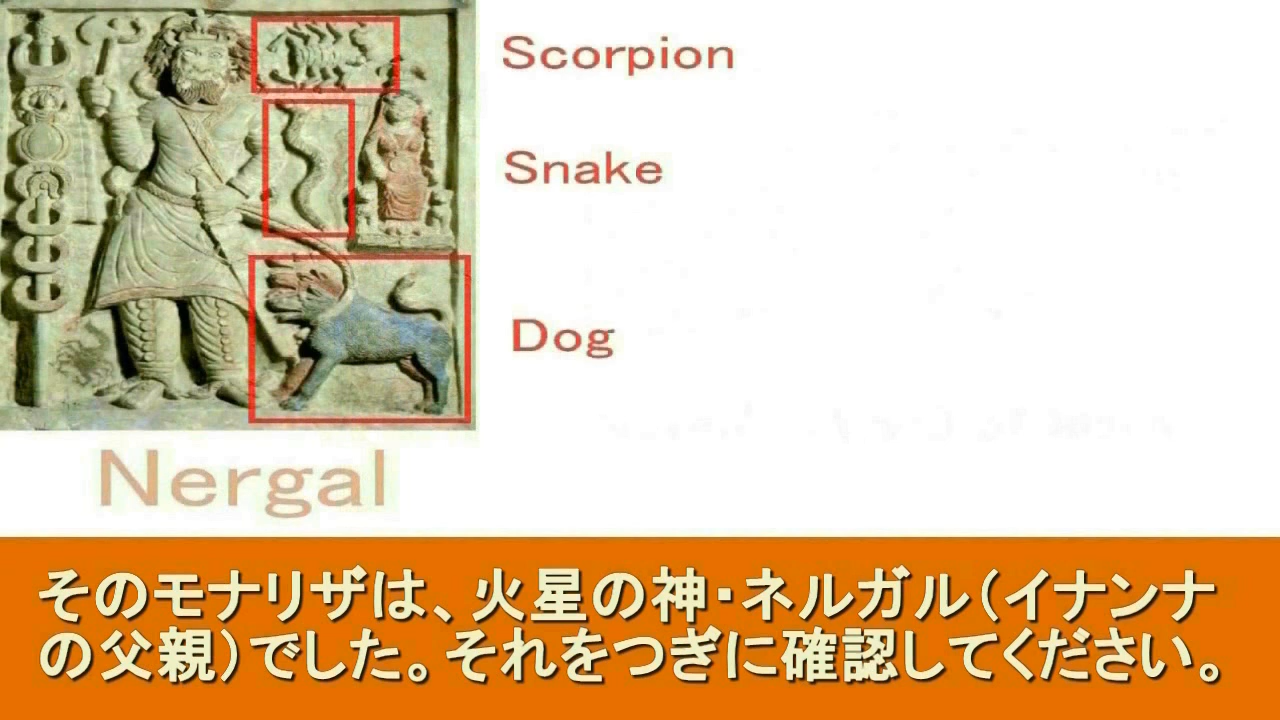 Scorpion
Snake
Dog
Nergal
そのモナリザは、火星の神・ネルガル（イナンナ
の父親）でした。それをつぎに確認してください。